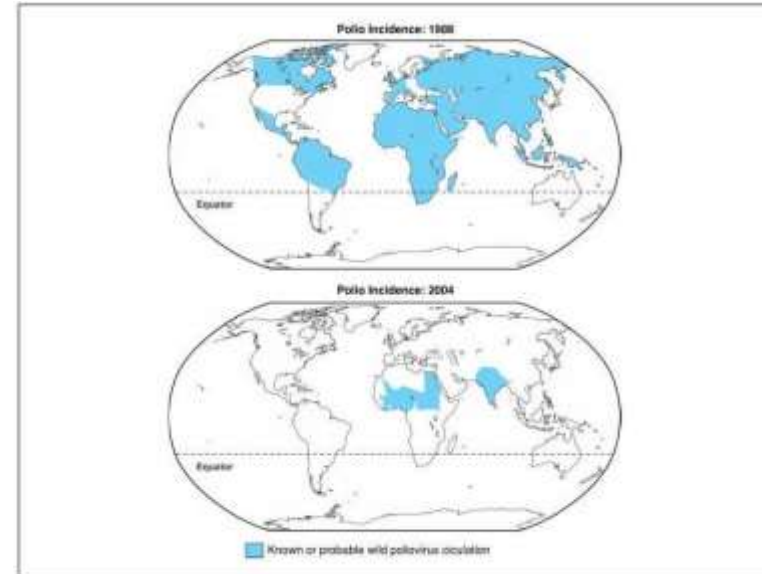 Polio Incidence: 1988
Equator
Polio Incidence: 2004
Equator
Known or probable wild poliovirus circulation